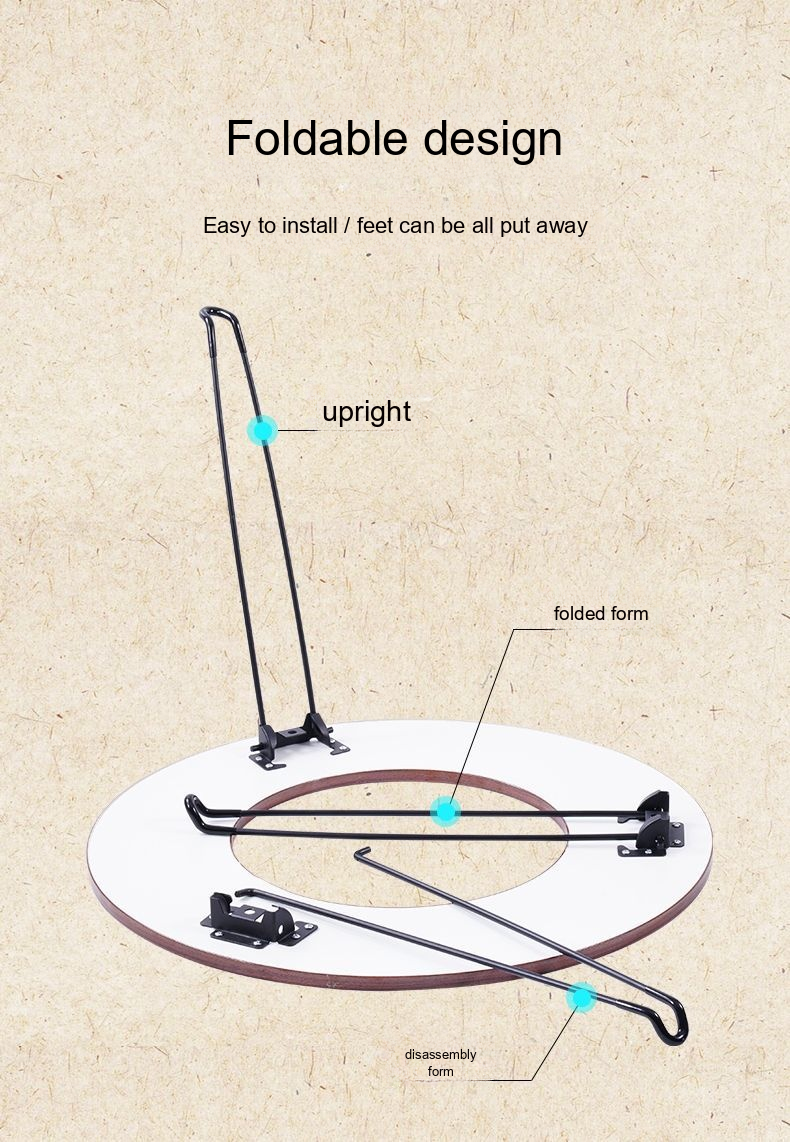 Foldable design
Easy to install / feet can be all put away
upright
folded form
disassembly
form